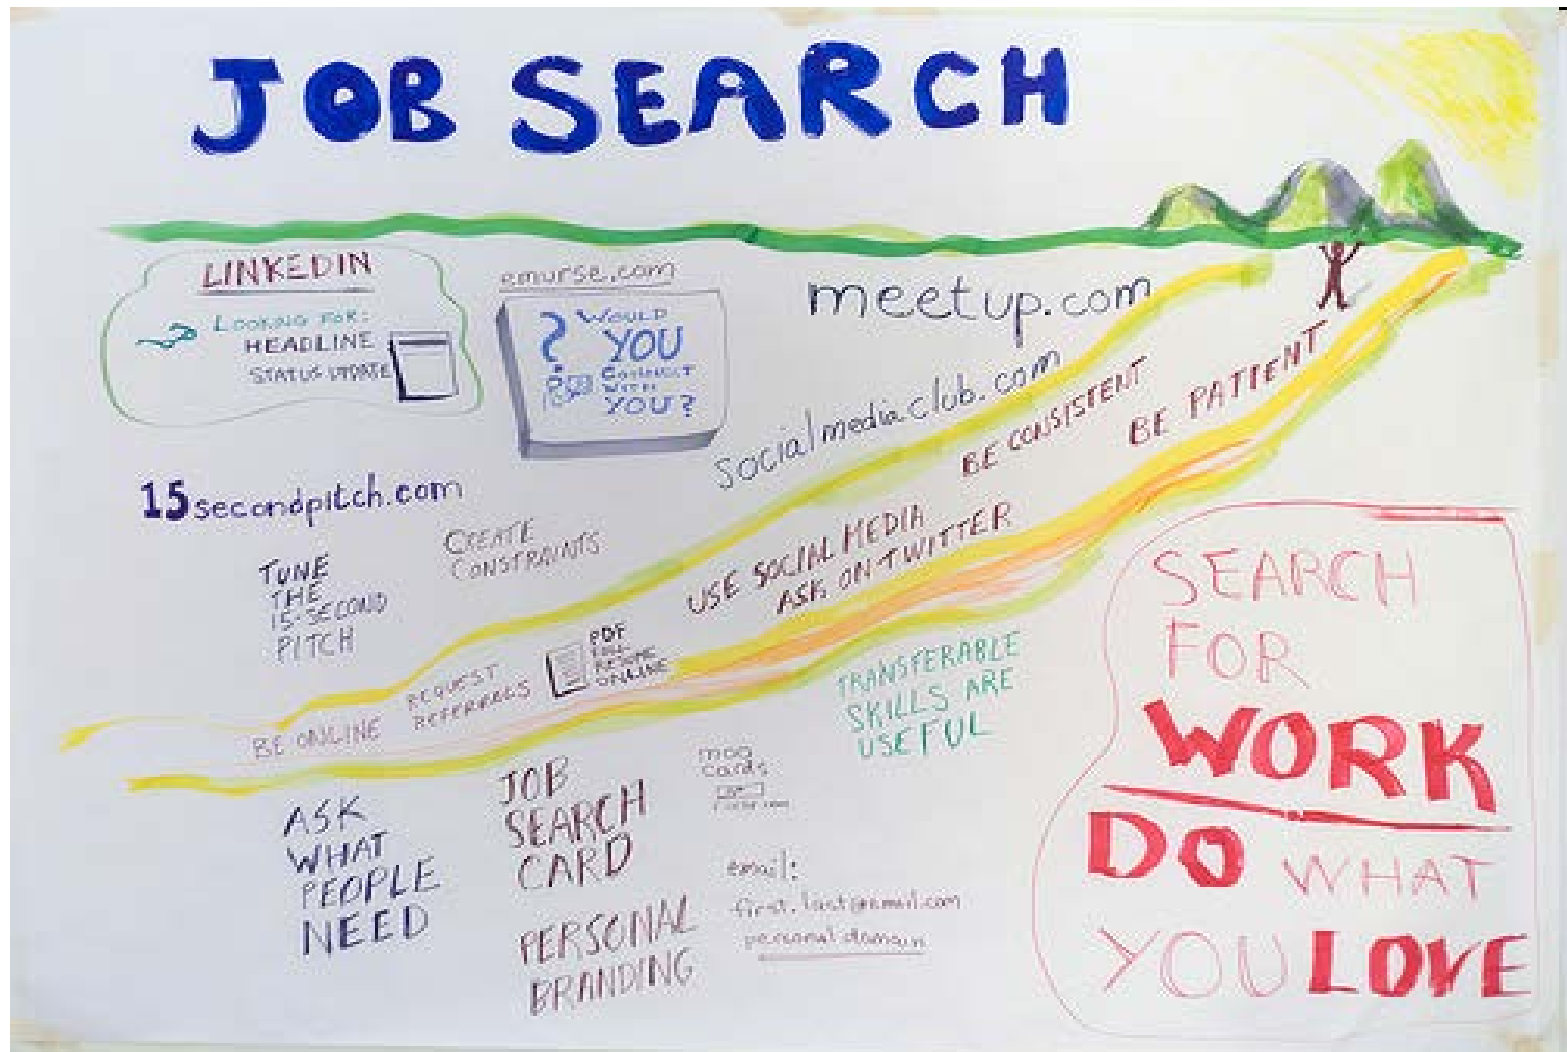 JOB SEARCH
LINKEDIN
LOOKING FOR:
HEADLINE
STATUS UPDATE
emurse.com
? WOULD
YOU
CONNECT
WITH
YOU?
meetup.com
socialmediaclub.com
BE CONSISTENT
BE PATIENT
15secondpitch.com
CREATE
CONSTRAINTS
TUNE
THE
15-SECOND
PITCH
USE SOCIAL MEDIA
ASK ON TWITTER
PDF
RESUME
ONLINE
REQUEST
REFERRALS
BE ONLINE
TRANSFERABLE
SKILLS ARE
USEFUL
ASK
WHAT
PEOPLE
NEED
JOB
SEARCH
CARD
moo
cards
PERSONAL
BRANDING
email:
personal domain
SEARCH
FOR
WORK
DO WHAT
YOU LOVE